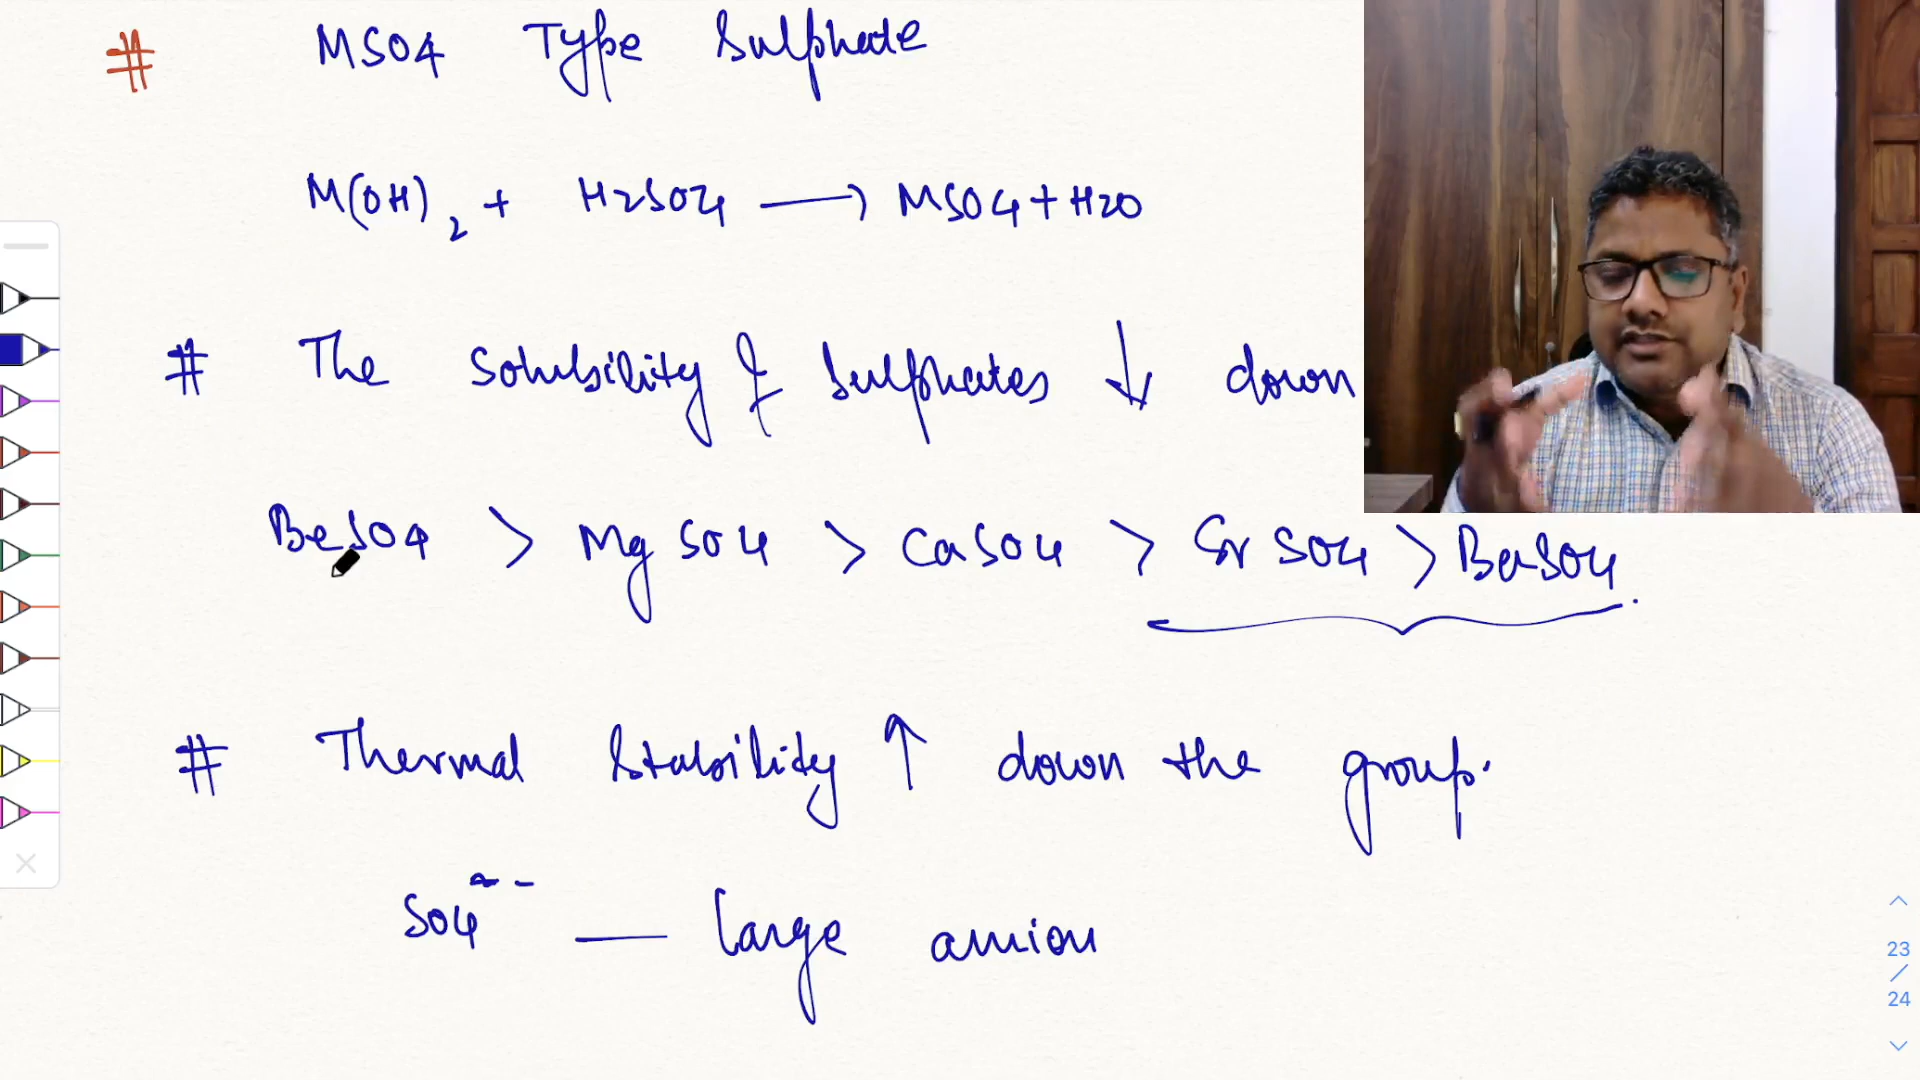 # MSO4 Type Sulphate
M(OH)2 + H2SO4 ⟶ MSO4 + H2O
# The Solubility of Sulphates ↓ down
BeSO4 > MgSO4 > CaSO4 > SrSO4 > BaSO4.
# Thermal Stability ↑ down the group.
SO4-- — Large anion
23
/
24